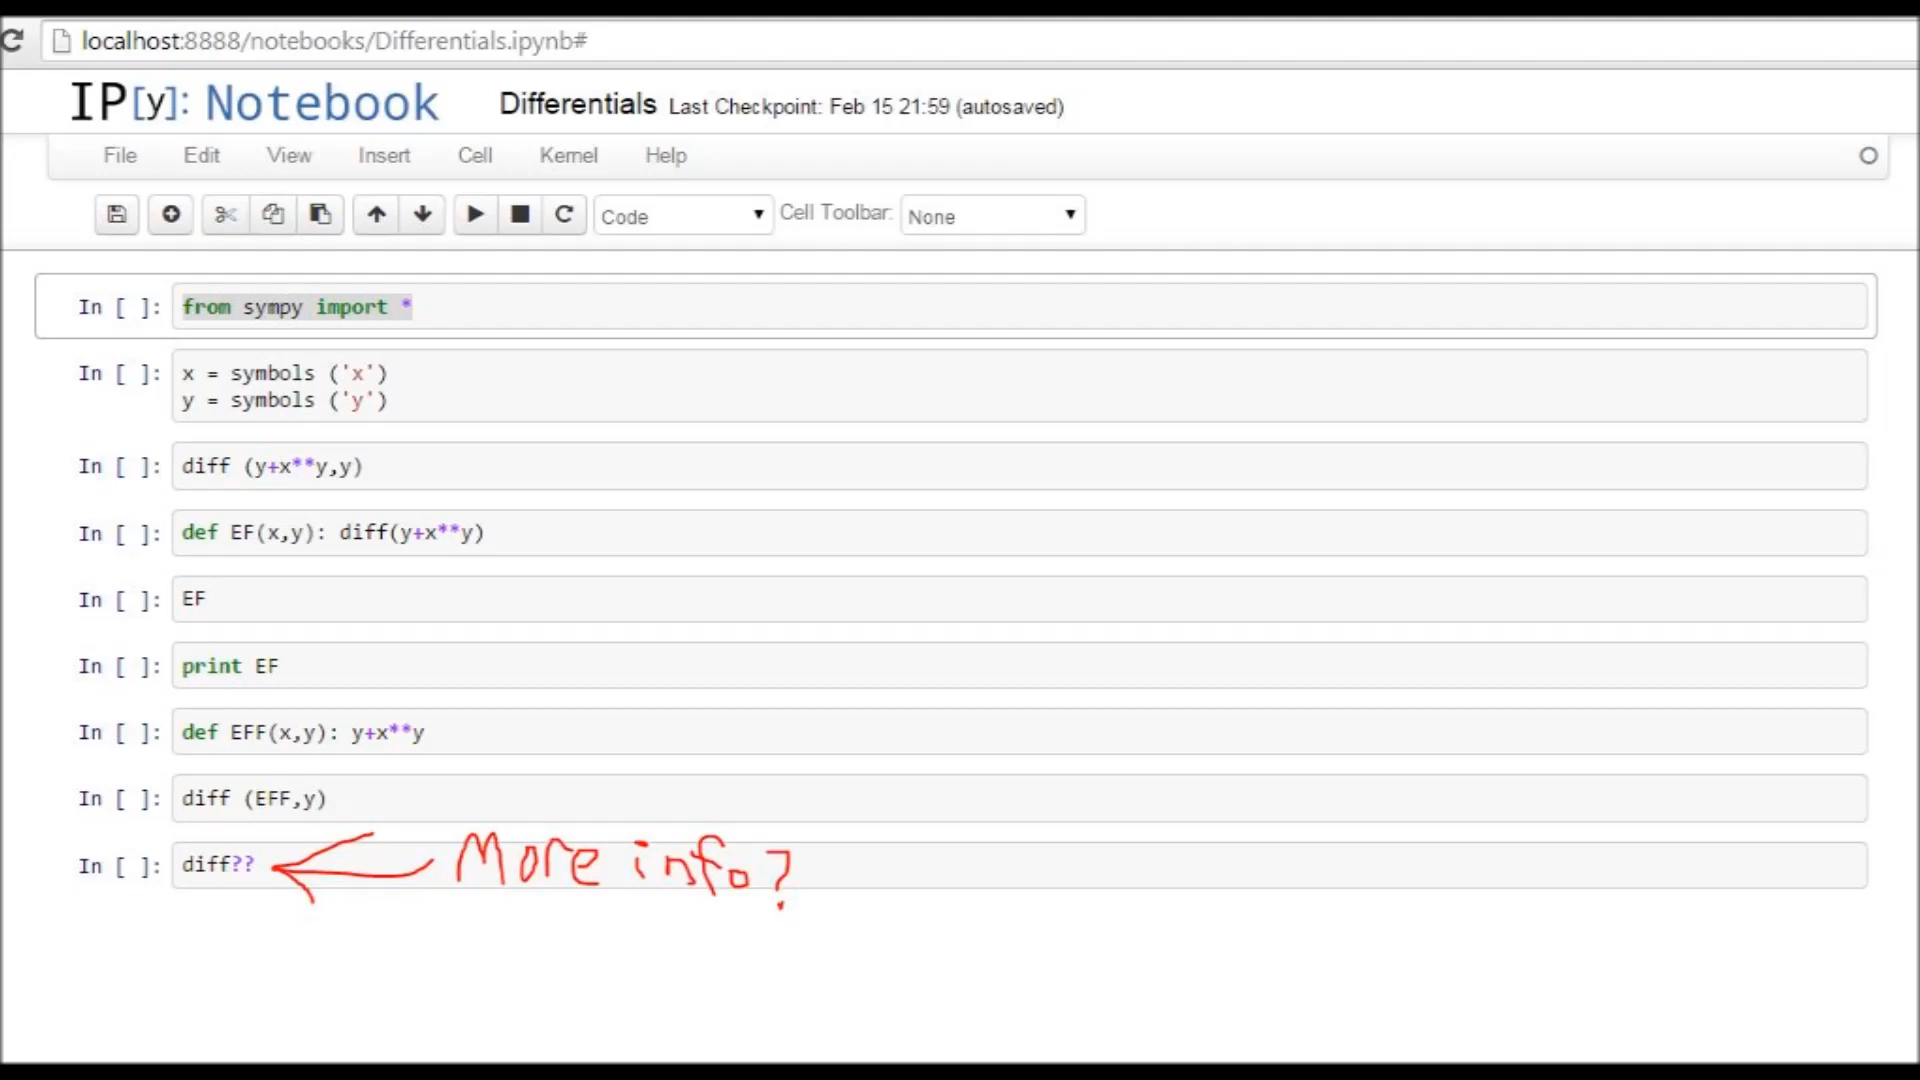 localhost:8888/notebooks/Differentials.ipynb#
IP[y]: Notebook Differentials Last Checkpoint: Feb 15 21:59 (autosaved)
File Edit View Insert Cell Kernel Help
Code Cell Toolbar: None
In [ ]: from sympy import *
In [ ]: x = symbols ('x')
y = symbols ('y')
In [ ]: diff (y+x**y,y)
In [ ]: def EF(x,y): diff(y+x**y)
In [ ]: EF
In [ ]: print EF
In [ ]: def EFF(x,y): y+x**y
In [ ]: diff (EFF,y)
In [ ]: diff?? More info?